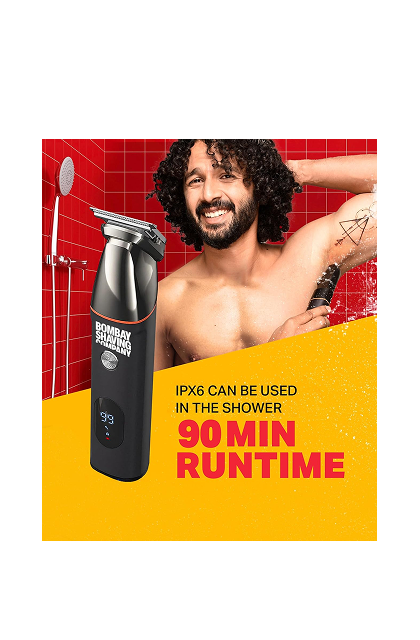 BOMBAY
SHAVING
COMPANY
99
IPX6 CAN BE USED
IN THE SHOWER
90 MIN
RUNTIME